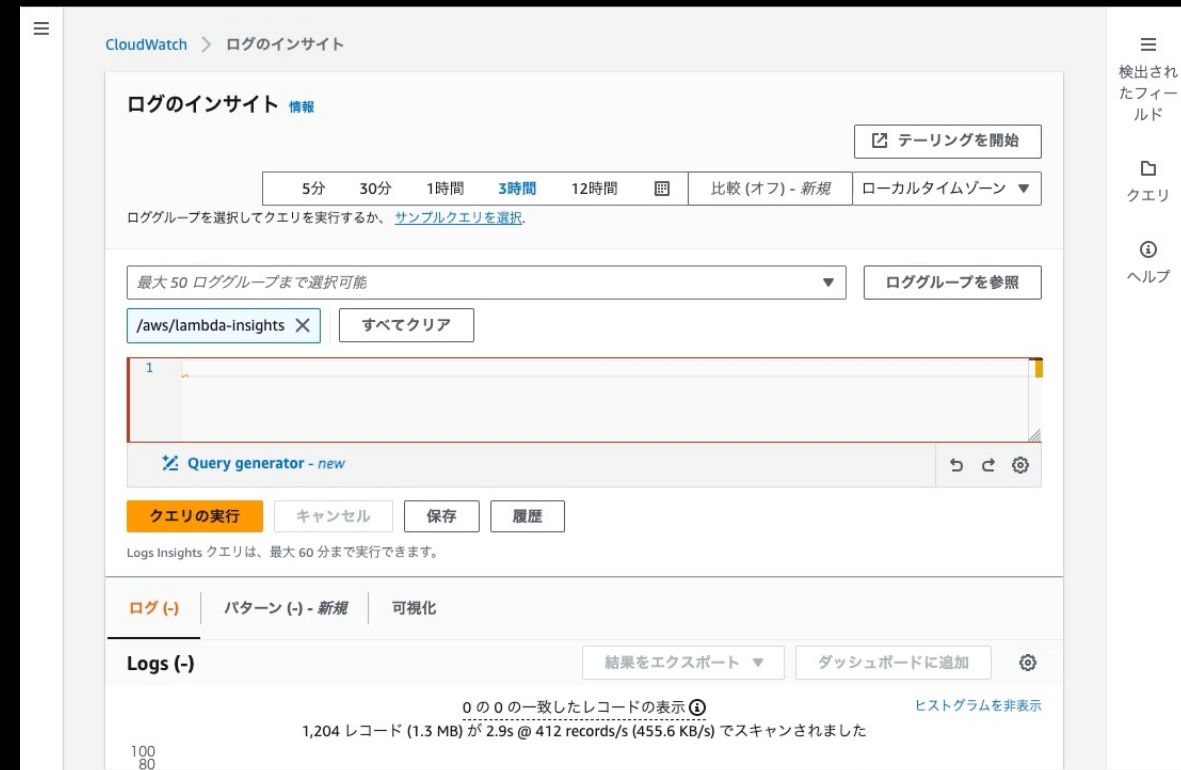 CloudWatch > ログのインサイト
検出され
たフィー
ルド
クエリ
ヘルプ
ログのインサイト 情報
テーリングを開始
5分 30分 1時間 3時間 12時間 比較 (オフ) - 新規 ローカルタイムゾーン
ロググループを選択してクエリを実行するか、 サンプルクエリを選択.
最大 50 ロググループまで選択可能 ロググループを参照
/aws/lambda-insights すべてクリア
1
Query generator - new
クエリの実行 キャンセル 保存 履歴
Logs Insights クエリは、最大 60 分まで実行できます。
ログ (-) パターン (-) - 新規 可視化
Logs (-) 結果をエクスポート ダッシュボードに追加
0 の 0 の一致したレコードの表示 ヒストグラムを非表示
1,204 レコード (1.3 MB) が 2.9s @ 412 records/s (455.6 KB/s) でスキャンされました
100
80